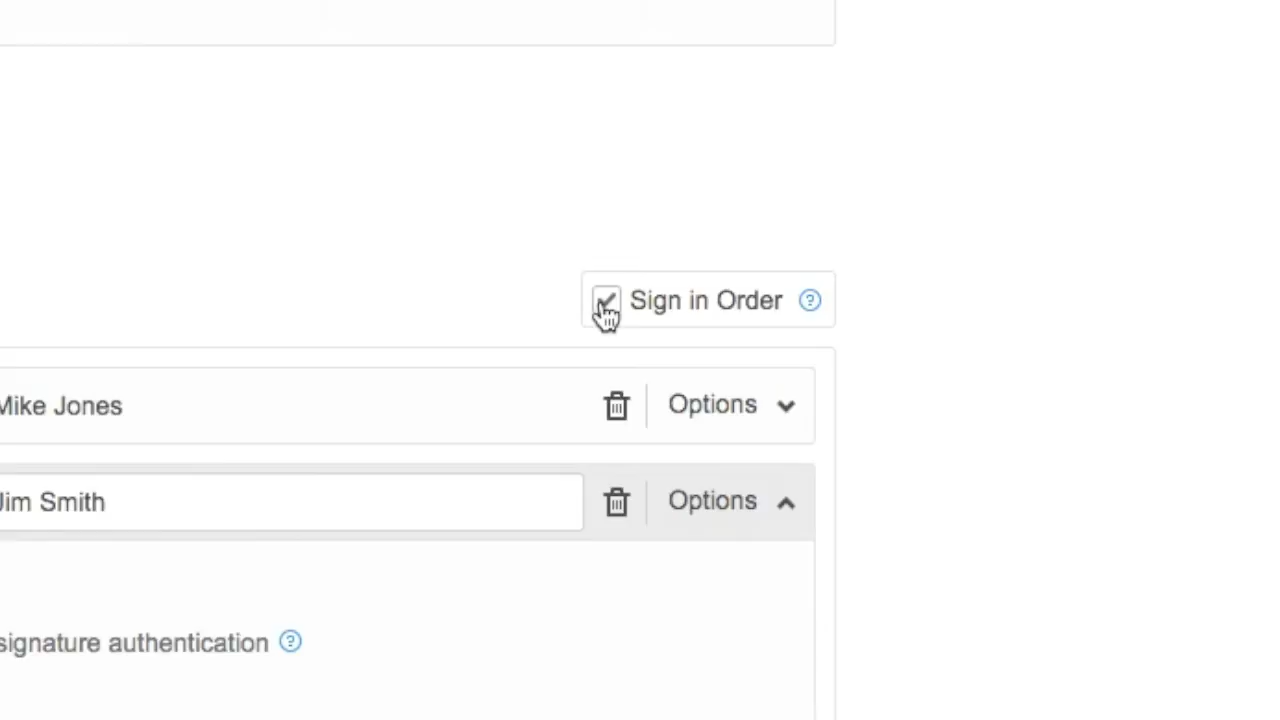 Sign in Order ?
Mike Jones Options
Jim Smith Options
signature authentication ?